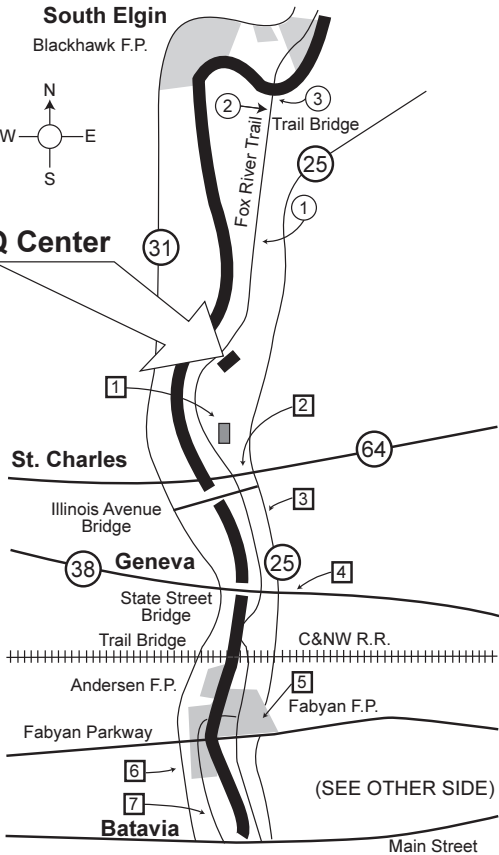 South Elgin
Blackhawk F.P.
N
W E
S
2
3
Trail Bridge
Fox River Trail
25
1
Q Center
31
1
2
64
St. Charles
Illinois Avenue
Bridge
3
Geneva
25
38
4
State Street
Bridge
Trail Bridge
C&NW R.R.
Andersen F.P.
5
Fabyan F.P.
Fabyan Parkway
6
(SEE OTHER SIDE)
7
Batavia
Main Street